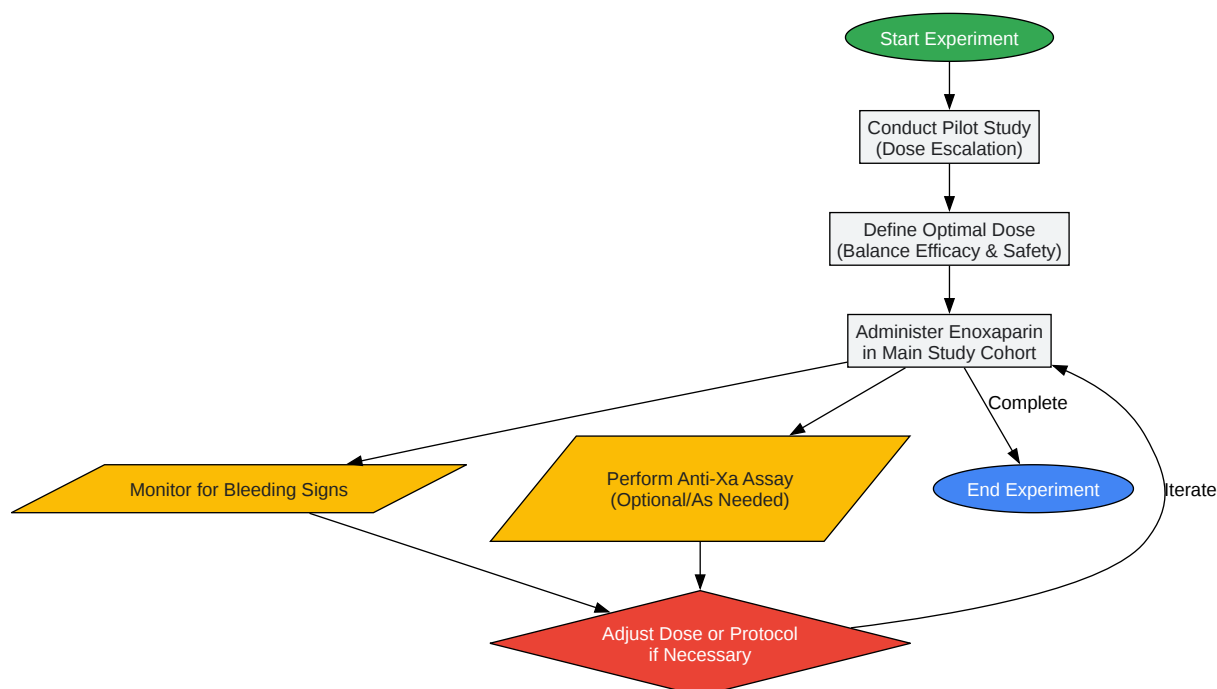 Start Experiment
Conduct Pilot Study
(Dose Escalation)
Define Optimal Dose
(Balance Efficacy & Safety)
Administer Enoxaparin
in Main Study Cohort
Complete
Monitor for Bleeding Signs
Perform Anti-Xa Assay
(Optional/As Needed)
End Experiment
Iterate
Adjust Dose or Protocol
if Necessary